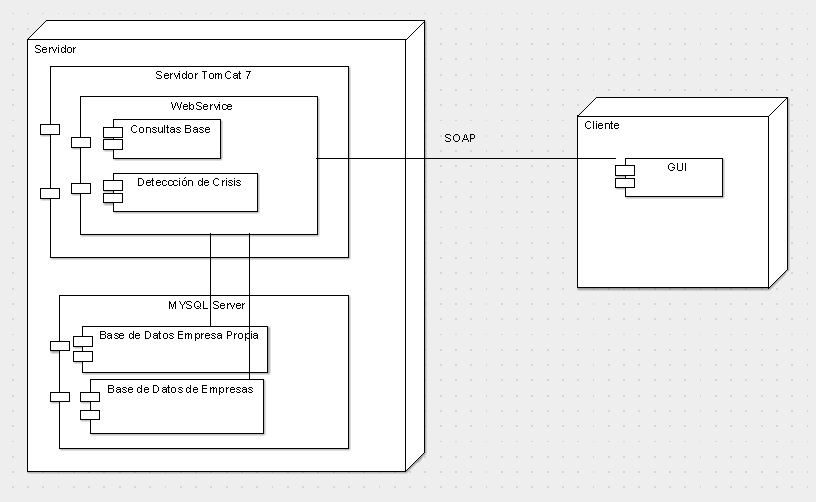 Servidor
Servidor TomCat 7
WebService
Consultas Base
Deteccción de Crisis
SOAP
Cliente
GUI
MYSQL Server
Base de Datos Empresa Propia
Base de Datos de Empresas